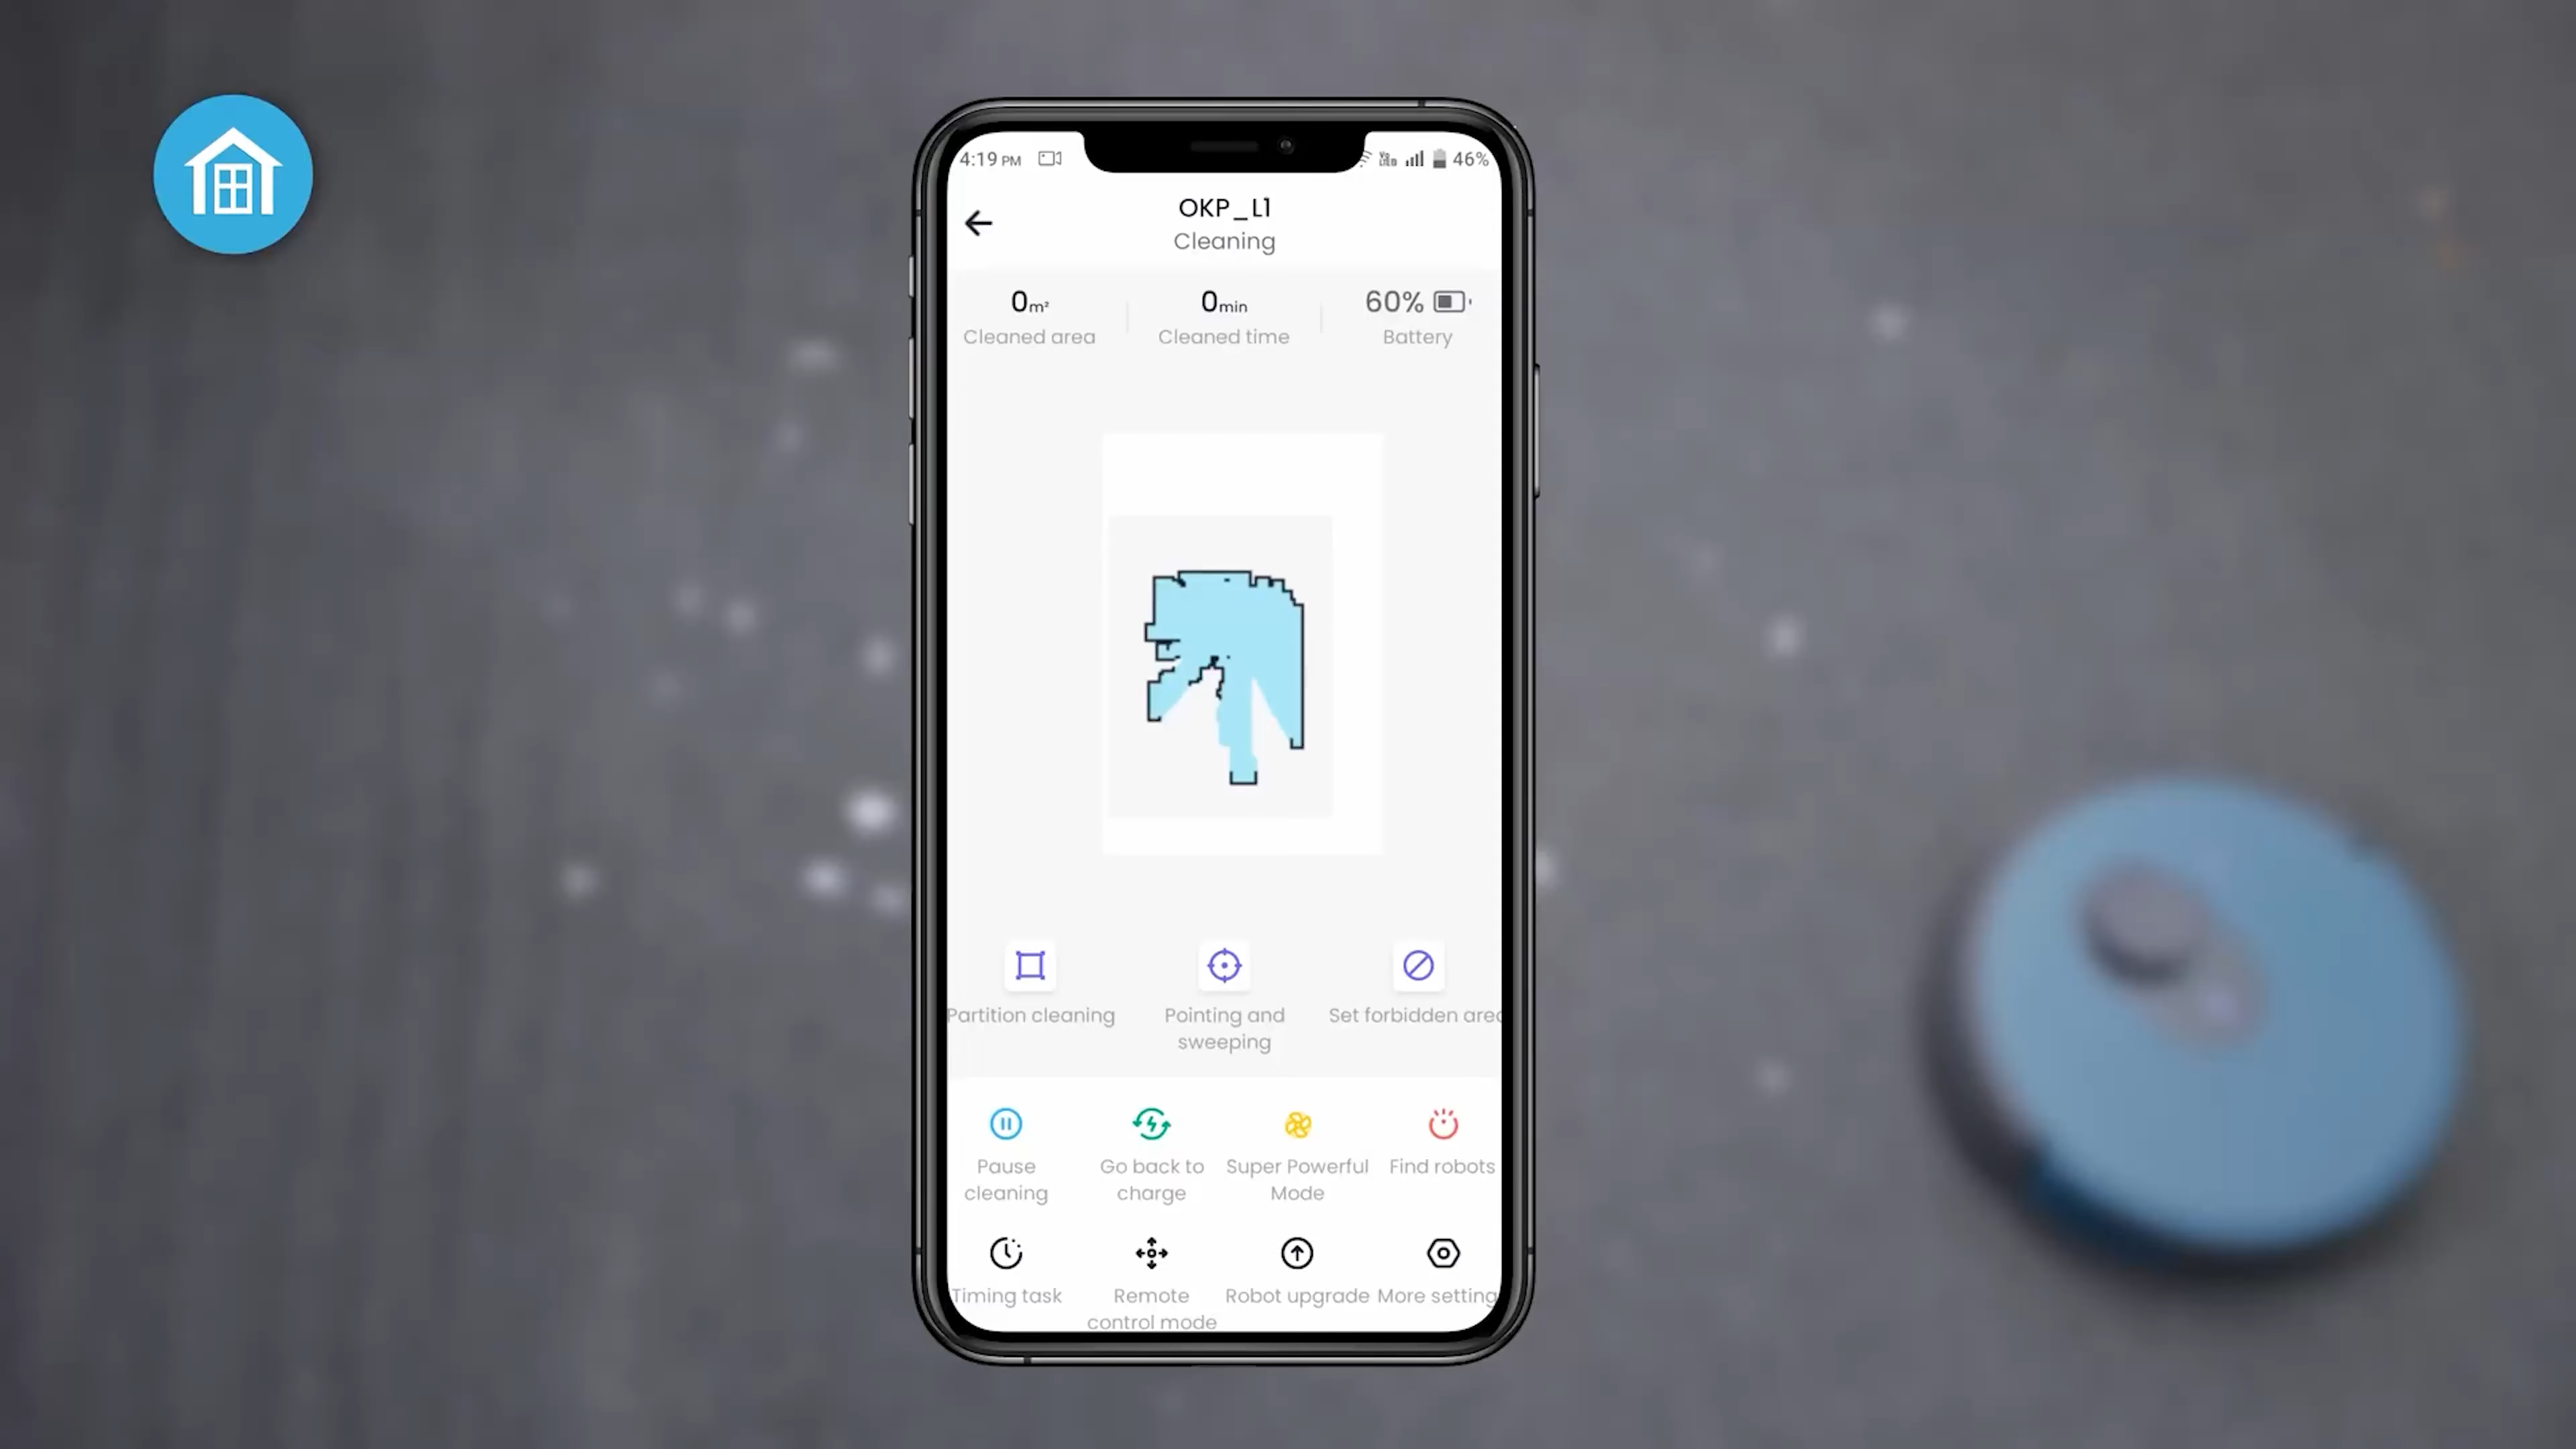 4:19 PM 46%
OKP_L1
Cleaning
0m² 0min 60%
Cleaned area Cleaned time Battery
Partition cleaning Pointing and Set forbidden area
sweeping
Pause Go back to Super Powerful Find robots
cleaning charge Mode
Timing task Remote Robot upgrade More setting
control mode